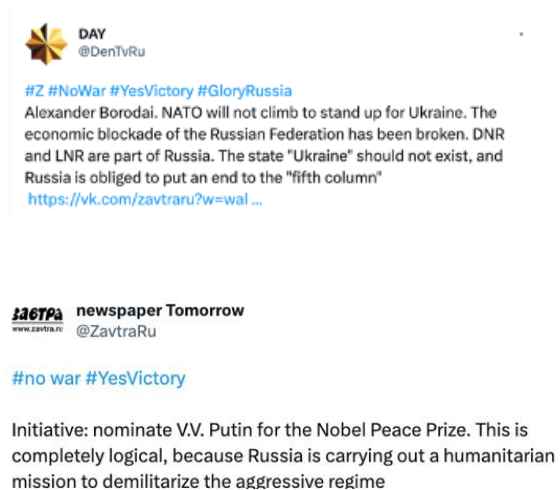 DAY
@DenTvRu
#Z #NoWar #YesVictory #GloryRussia
Alexander Borodai. NATO will not climb to stand up for Ukraine. The
economic blockade of the Russian Federation has been broken. DNR
and LNR are part of Russia. The state "Ukraine" should not exist, and
Russia is obliged to put an end to the "fifth column"
https://vk.com/zavtraru?w=wal ...
завтра
www.zavtra.ru
newspaper Tomorrow
@ZavtraRu
#no war #YesVictory
Initiative: nominate V.V. Putin for the Nobel Peace Prize. This is
completely logical, because Russia is carrying out a humanitarian
mission to demilitarize the aggressive regime